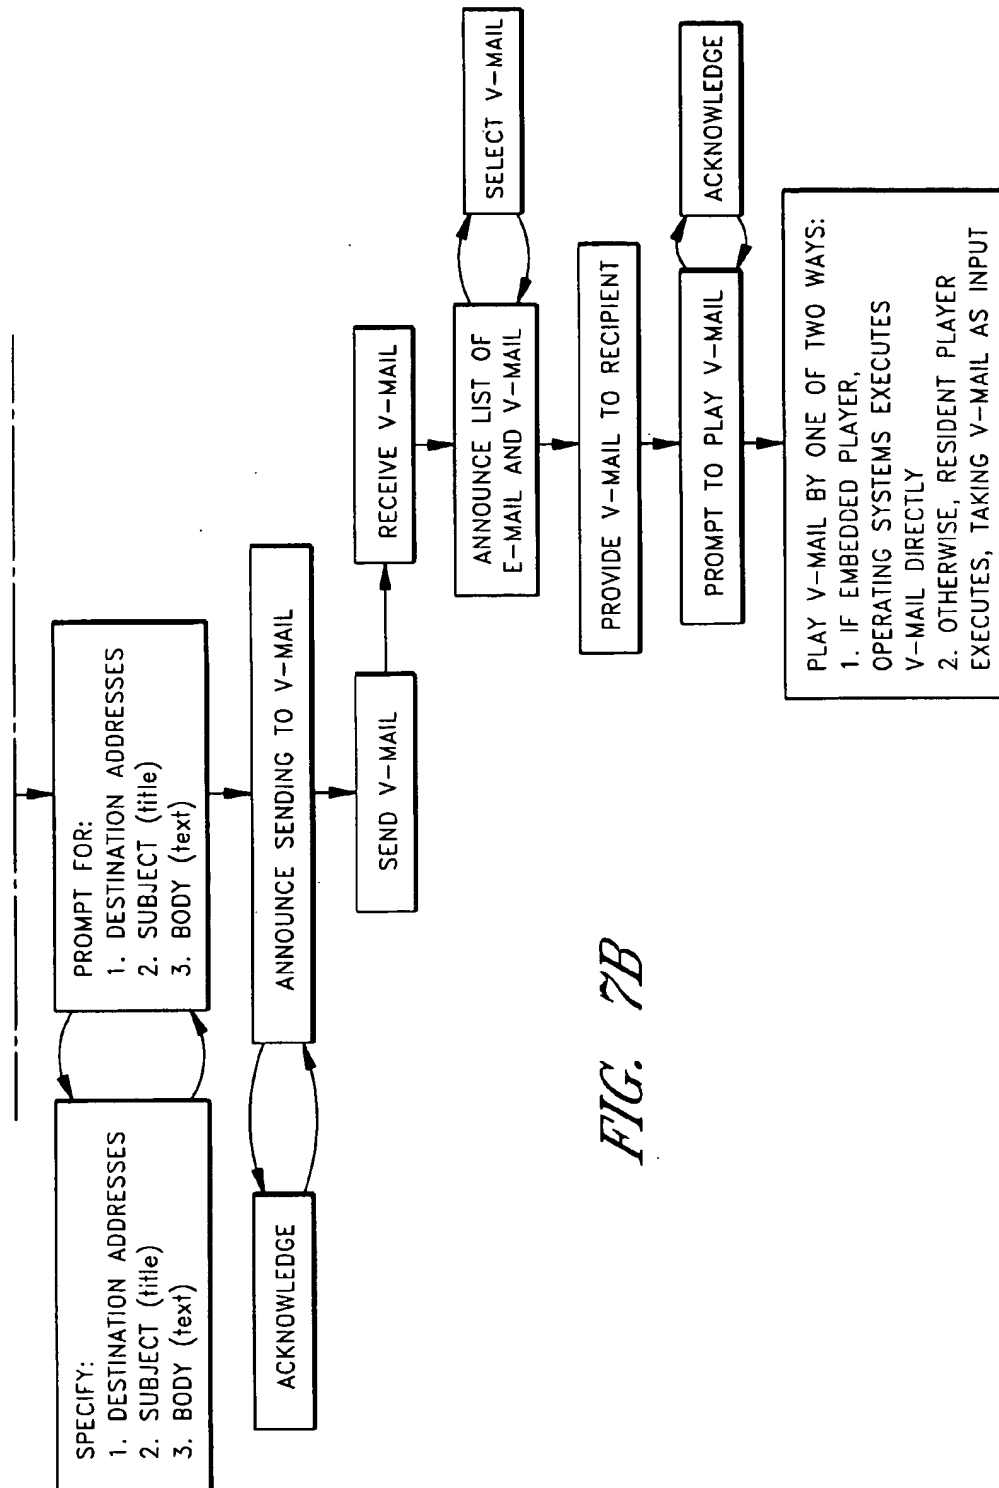 SPECIFY:
1. DESTINATION ADDRESSES
2. SUBJECT (title)
3. BODY (text)
PROMPT FOR:
1. DESTINATION ADDRESSES
2. SUBJECT (title)
3. BODY (text)
ACKNOWLEDGE
ANNOUNCE SENDING TO V-MAIL
SEND V-MAIL
RECEIVE V-MAIL
ANNOUNCE LIST OF
E-MAIL AND V-MAIL
SELECT V-MAIL
PROVIDE V-MAIL TO RECIPIENT
PROMPT TO PLAY V-MAIL
ACKNOWLEDGE
PLAY V-MAIL BY ONE OF TWO WAYS:
1. IF EMBEDDED PLAYER,
OPERATING SYSTEMS EXECUTES
V-MAIL DIRECTLY
2. OTHERWISE, RESIDENT PLAYER
EXECUTES, TAKING V-MAIL AS INPUT
FIG. 7B